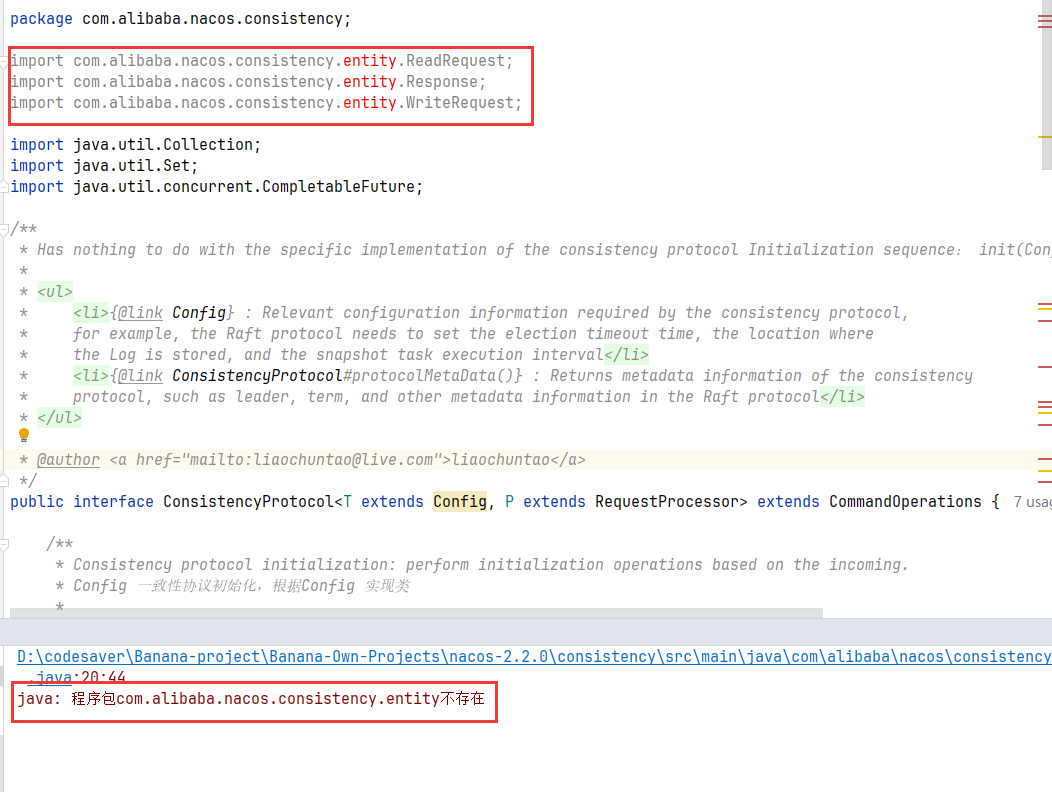 package com.alibaba.nacos.consistency;
import com.alibaba.nacos.consistency.entity.ReadRequest;
import com.alibaba.nacos.consistency.entity.Response;
import com.alibaba.nacos.consistency.entity.WriteRequest;
import java.util.Collection;
import java.util.Set;
import java.util.concurrent.CompletableFuture;
/**
* Has nothing to do with the specific implementation of the consistency protocol Initialization sequence： init(Con
*
* <ul>
*     <li>{@link Config} : Relevant configuration information required by the consistency protocol,
*     for example, the Raft protocol needs to set the election timeout time, the location where
*     the Log is stored, and the snapshot task execution interval</li>
*     <li>{@link ConsistencyProtocol#protocolMetaData()} : Returns metadata information of the consistency
*     protocol, such as leader, term, and other metadata information in the Raft protocol</li>
* </ul>
* @author <a href="mailto:liaochuntao@live.com">liaochuntao</a>
*/
public interface ConsistencyProtocol<T extends Config, P extends RequestProcessor> extends CommandOperations { 7 usag
/**
* Consistency protocol initialization: perform initialization operations based on the incoming.
* Config 一致性协议初始化，根据Config 实现类
*
D:\codesaver\Banana-project\Banana-Own-Projects\nacos-2.2.0\consistency\src\main\java\com\alibaba\nacos\consistency
.java:20:44
java: 程序包com.alibaba.nacos.consistency.entity不存在